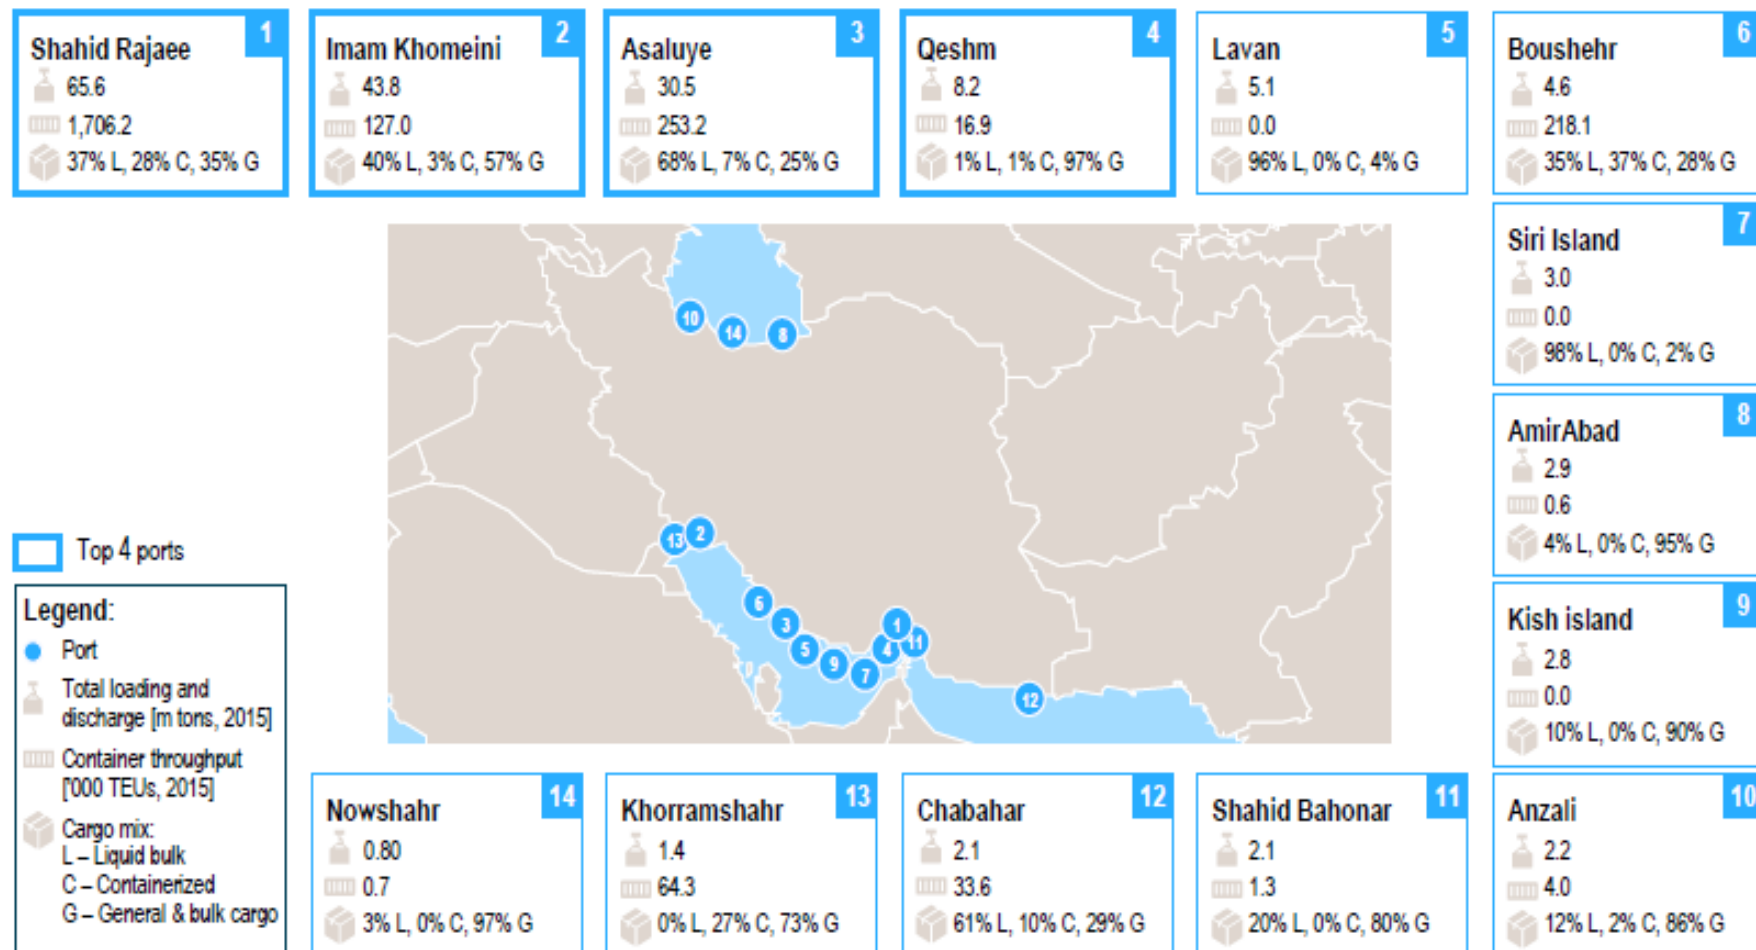 1
Shahid Rajaee
65.6
1,706.2
37% L, 28% C, 35% G
2
Imam Khomeini
43.8
127.0
40% L, 3% C, 57% G
3
Asaluye
30.5
253.2
68% L, 7% C, 25% G
4
Qeshm
8.2
16.9
1% L, 1% C, 97% G
5
Lavan
5.1
0.0
96% L, 0% C, 4% G
6
Boushehr
4.6
218.1
35% L, 37% C, 28% G
7
Siri Island
3.0
0.0
98% L, 0% C, 2% G
8
AmirAbad
2.9
0.6
4% L, 0% C, 95% G
9
Kish island
2.8
0.0
10% L, 0% C, 90% G
10
Anzali
2.2
4.0
12% L, 2% C, 86% G
11
Shahid Bahonar
2.1
1.3
20% L, 0% C, 80% G
12
Chabahar
2.1
33.6
61% L, 10% C, 29% G
13
Khorramshahr
1.4
64.3
0% L, 27% C, 73% G
14
Nowshahr
0.80
0.7
3% L, 0% C, 97% G
10
14
8
13
2
6
3
5
9
7
4
1
11
12
Top 4 ports
Legend:
Port
Total loading and
discharge [m tons, 2015]
Container throughput
['000 TEUs, 2015]
Cargo mix:
L – Liquid bulk
C – Containerized
G – General & bulk cargo